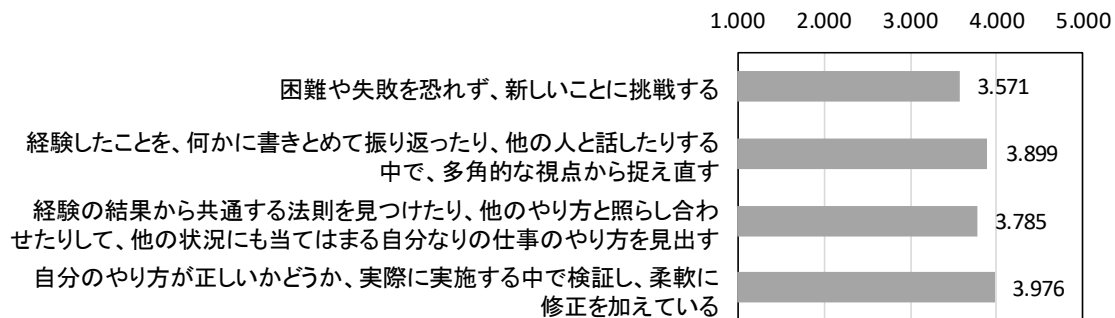 1.000 2.000 3.000 4.000 5.000
困難や失敗を恐れず、新しいことに挑戦する
3.571
経験したことを、何かに書きとめて振り返ったり、他の人と話したりする
中で、多角的な視点から捉え直す
3.899
経験の結果から共通する法則を見つけたり、他のやり方と照らし合わ
せたりして、他の状況にも当てはまる自分なりの仕事のやり方を見出す
3.785
自分のやり方が正しいかどうか、実際に実施する中で検証し、柔軟に
修正を加えている
3.976